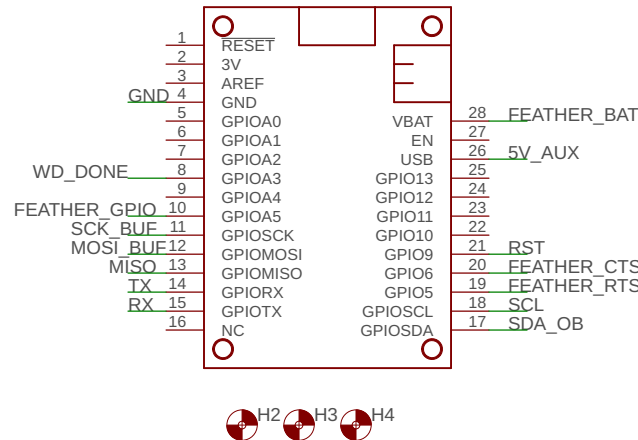 1 RESET
2 3V
3 AREF
GND 4 GND
5 GPIOA0
6 GPIOA1
7 GPIOA2
WD_DONE 8 GPIOA3
9 GPIOA4
FEATHER_GPIO 10 GPIOA5
SCK_BUF 11 GPIOSCK
MOSI_BUF 12 GPIOMOSI
MISO 13 GPIOMISO
TX 14 GPIORX
RX 15 GPIOTX
16 NC
VBAT 28 FEATHER_BAT
EN 27
USB 26 5V_AUX
GPIO13 25
GPIO12 24
GPIO11 23
GPIO10 22
GPIO9 21 RST
GPIO6 20 FEATHER_CTS
GPIO5 19 FEATHER_RTS
GPIOSCL 18 SCL
GPIOSDA 17 SDA_OB
H2 H3 H4